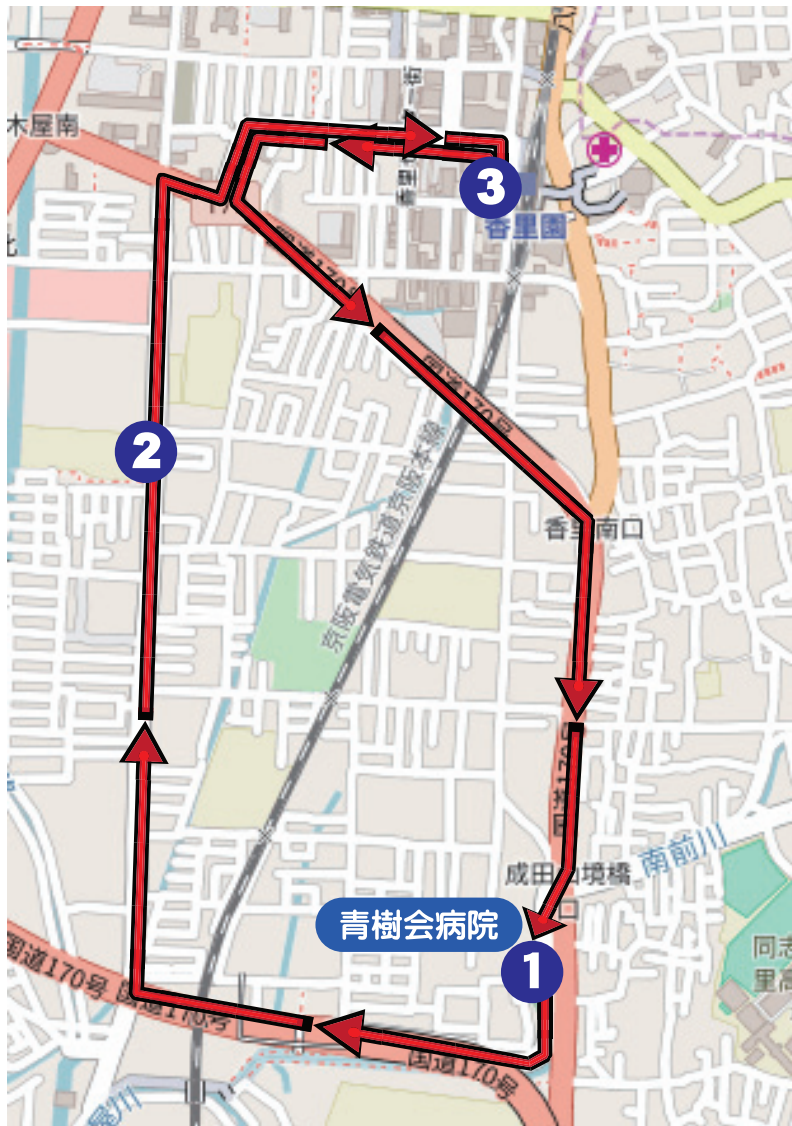 木屋南
3
香里園
国道170号
2
京阪電気鉄道京阪本線
香里南口
南前川
成田山境橋
青樹会病院
1
国道170号
国道170号
国道170号